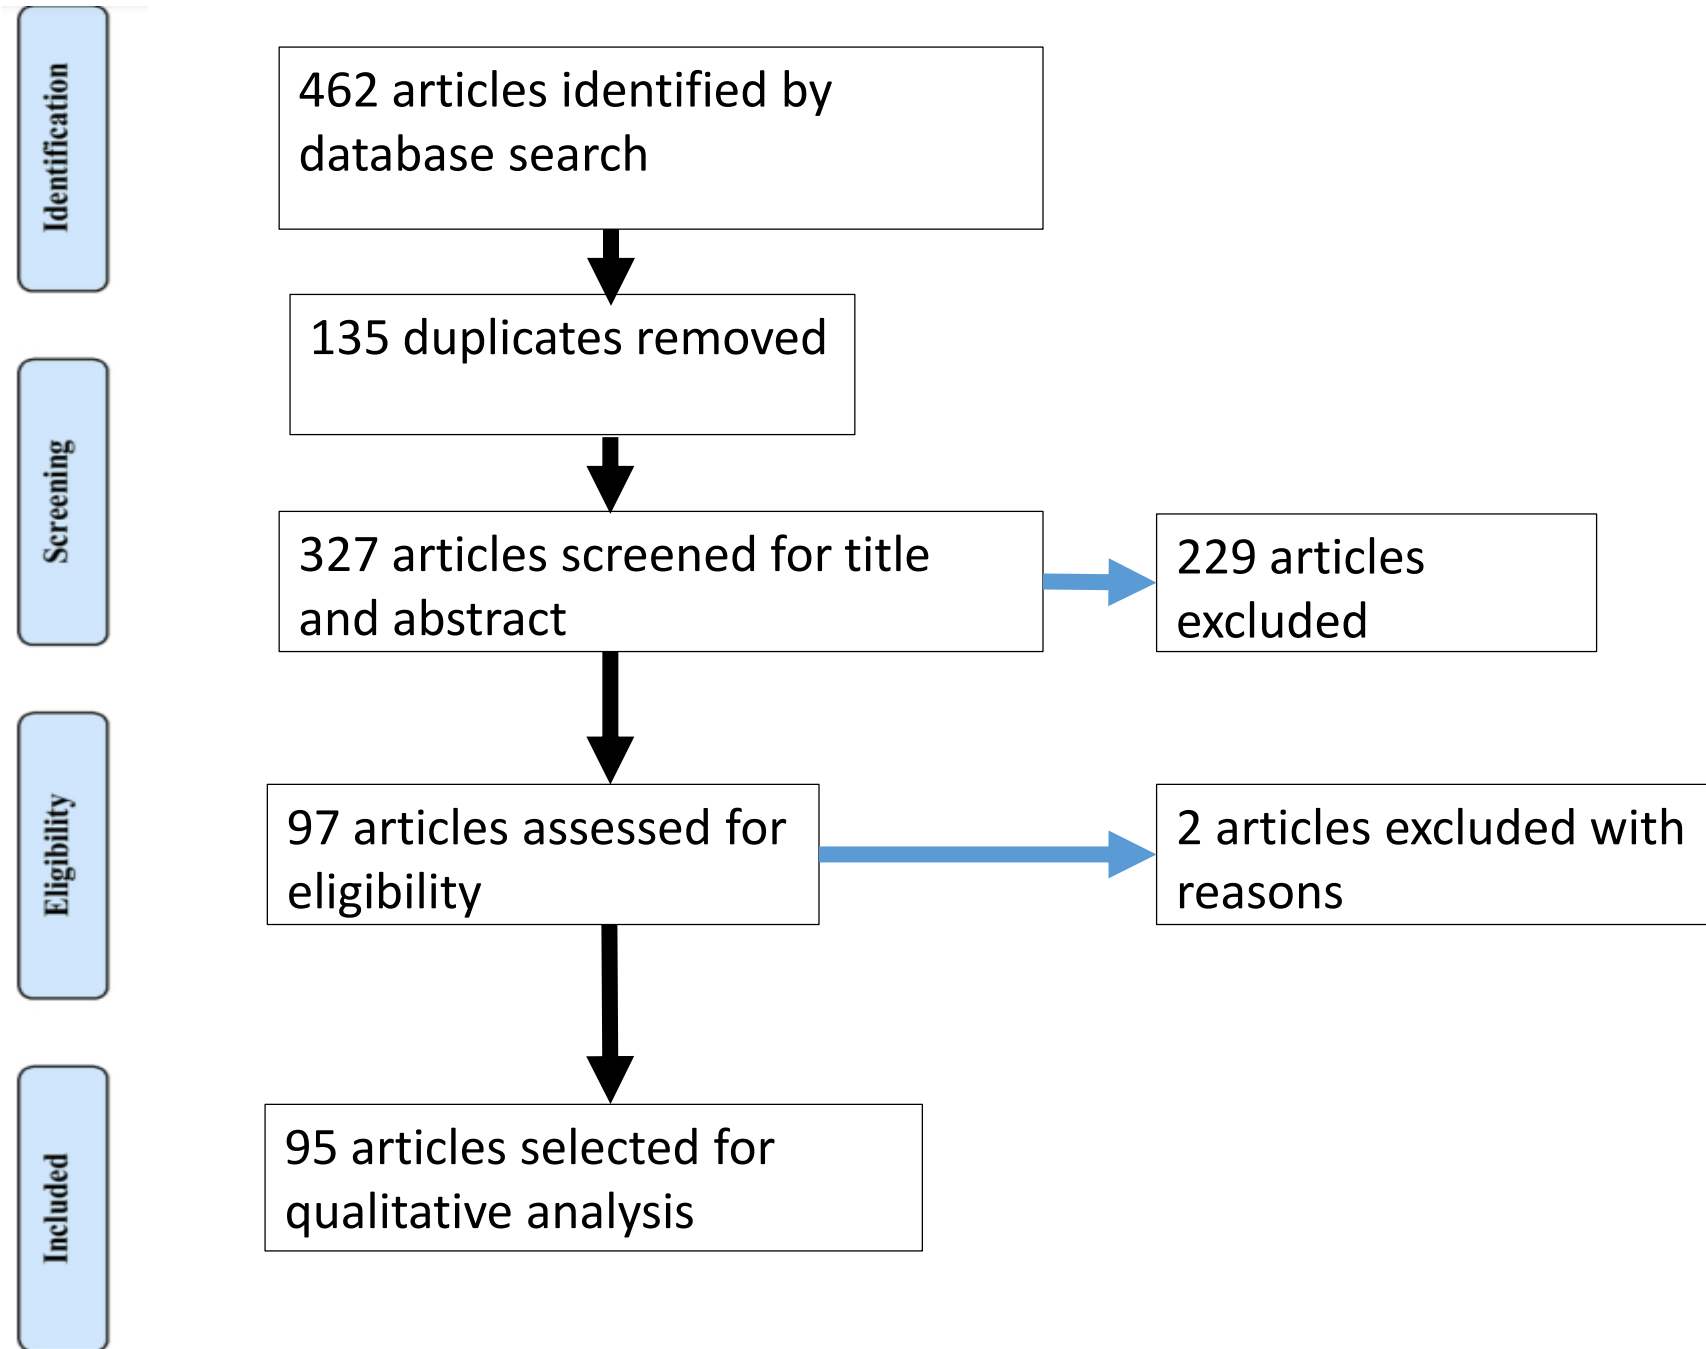 Identification
462 articles identified by
database search
135 duplicates removed
Screening
327 articles screened for title
and abstract
229 articles
excluded
Eligibility
97 articles assessed for
eligibility
2 articles excluded with
reasons
Included
95 articles selected for
qualitative analysis